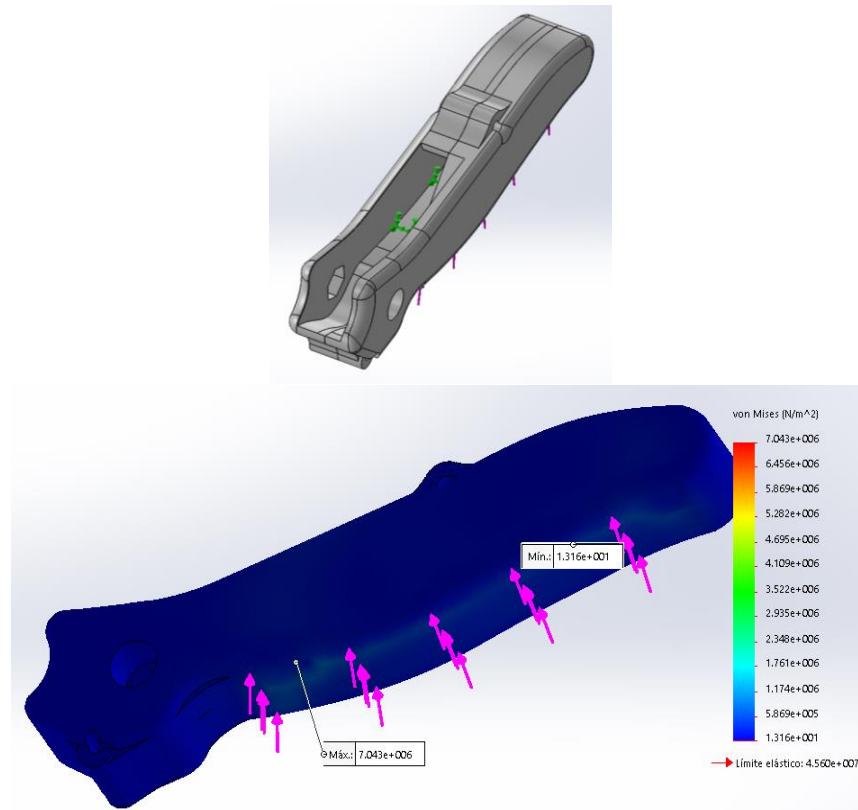 von Mises (N/m^2)
7.043e+006
6.456e+006
5.869e+006
5.282e+006
4.695e+006
4.109e+006
3.522e+006
2.935e+006
2.348e+006
1.761e+006
1.174e+006
5.869e+005
1.316e+001
Límite elástico: 4.560e+007
Mín.: 1.316e+001
Máx.: 7.043e+006